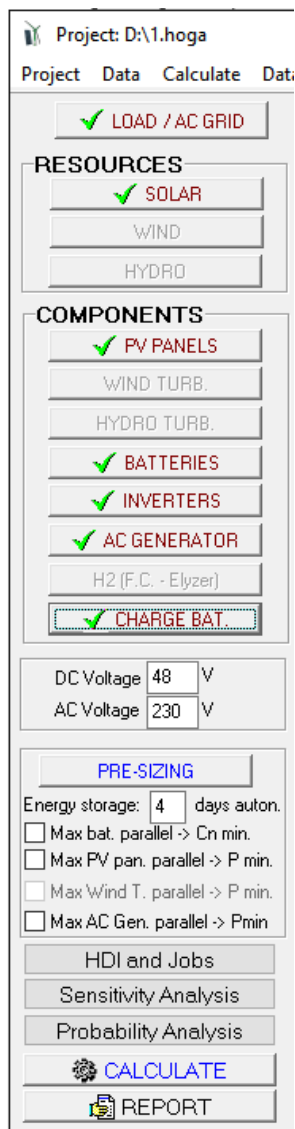 Project: D:\1.hoga
Project Data Calculate Data
LOAD / AC GRID
RESOURCES
SOLAR
WIND
HYDRO
COMPONENTS
PV PANELS
WIND TURB.
HYDRO TURB.
BATTERIES
INVERTERS
AC GENERATOR
H2 (F.C. - Elyzer)
CHARGE BAT.
DC Voltage 48 V
AC Voltage 230 V
PRE-SIZING
Energy storage: 4 days auton.
Max bat. parallel -> Cn min.
Max PV pan. parallel -> P min.
Max Wind T. parallel -> P min.
Max AC Gen. parallel -> Pmin
HDI and Jobs
Sensitivity Analysis
Probability Analysis
CALCULATE
REPORT